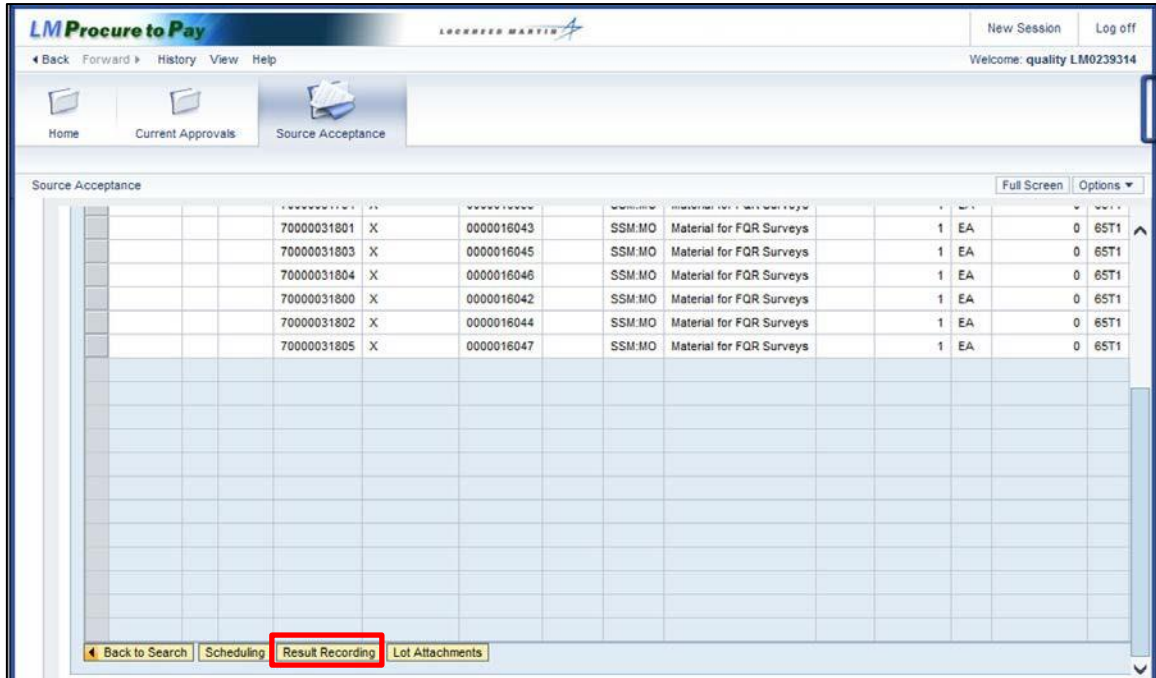 LM Procure to Pay LOCKHEED MARTIN New Session Log off
Back Forward History View Help Welcome: quality LM0239314
Home Current Approvals Source Acceptance
Source Acceptance Full Screen Options
70000031801 X 0000016043 SSM:MO Material for FQR Surveys 1 EA 0 65T1
70000031803 X 0000016045 SSM:MO Material for FQR Surveys 1 EA 0 65T1
70000031804 X 0000016046 SSM:MO Material for FQR Surveys 1 EA 0 65T1
70000031800 X 0000016042 SSM:MO Material for FQR Surveys 1 EA 0 65T1
70000031802 X 0000016044 SSM:MO Material for FQR Surveys 1 EA 0 65T1
70000031805 X 0000016047 SSM:MO Material for FQR Surveys 1 EA 0 65T1
Back to Search Scheduling Result Recording Lot Attachments